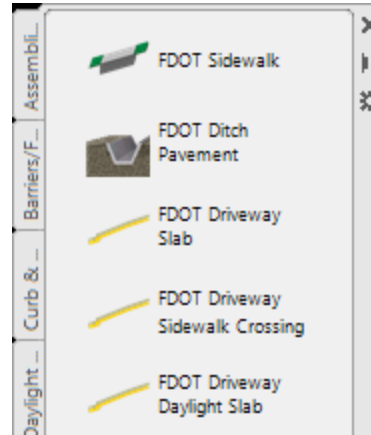 Assembli...
Barriers/F...
Curb & ...
Daylight ...
FDOT Sidewalk
FDOT Ditch
Pavement
FDOT Driveway
Slab
FDOT Driveway
Sidewalk Crossing
FDOT Driveway
Daylight Slab